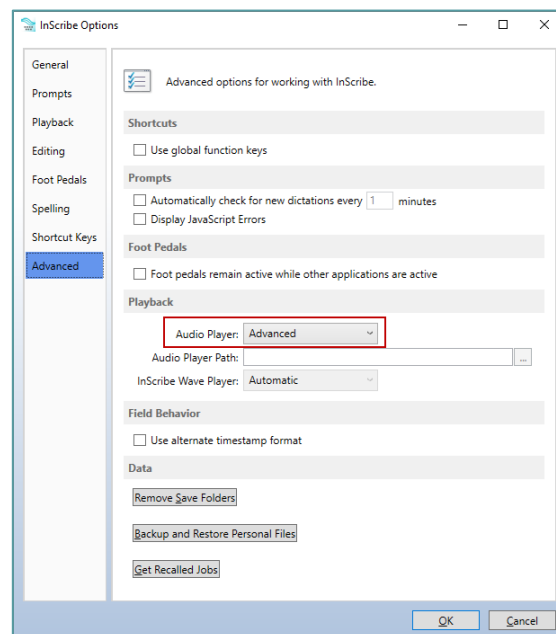 InScribe Options
General
Prompts
Playback
Editing
Foot Pedals
Spelling
Shortcut Keys
Advanced
Advanced options for working with InScribe.
Shortcuts
Use global function keys
Prompts
Automatically check for new dictations every 1 minutes
Display JavaScript Errors
Foot Pedals
Foot pedals remain active while other applications are active
Playback
Audio Player: Advanced
Audio Player Path: ...
InScribe Wave Player: Automatic
Field Behavior
Use alternate timestamp format
Data
Remove Save Folders
Backup and Restore Personal Files
Get Recalled Jobs
OK Cancel